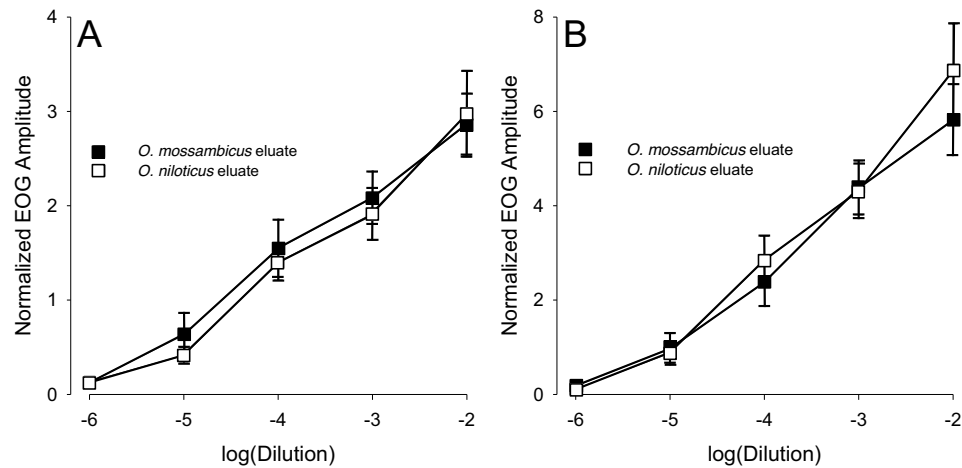 A
Normalized EOG Amplitude
4
3
2
1
0
O. mossambicus eluate
O. niloticus eluate
-6 -5 -4 -3 -2
log(Dilution)
B
Normalized EOG Amplitude
8
6
4
2
0
O. mossambicus eluate
O. niloticus eluate
-6 -5 -4 -3 -2
log(Dilution)